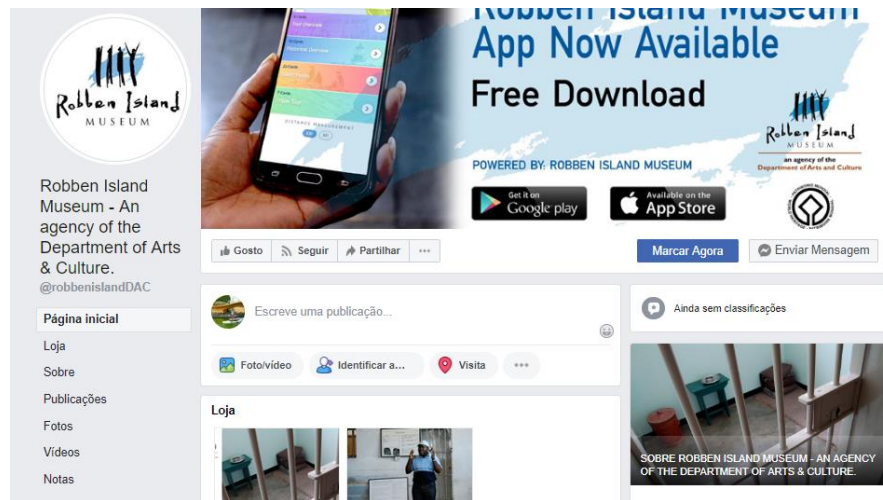 Robben Island
MUSEUM
Robben Island
Museum - An
agency of the
Department of Arts
& Culture.
@robbenislandDAC
Página inicial
Loja
Sobre
Publicações
Fotos
Vídeos
Notas
Robben Island Museum
App Now Available
Free Download
POWERED BY: ROBBEN ISLAND MUSEUM
Get it on
Google play
Available on the
App Store
Robben Island
MUSEUM
an agency of the
Department of Arts and Culture
DISTANCE MEASUREMENT
Gosto
Seguir
Partilhar
Marcar Agora
Enviar Mensagem
Escreve uma publicação...
Foto/vídeo
Identificar a...
Visita
Loja
Ainda sem classificações
SOBRE ROBBEN ISLAND MUSEUM - AN AGENCY
OF THE DEPARTMENT OF ARTS & CULTURE.